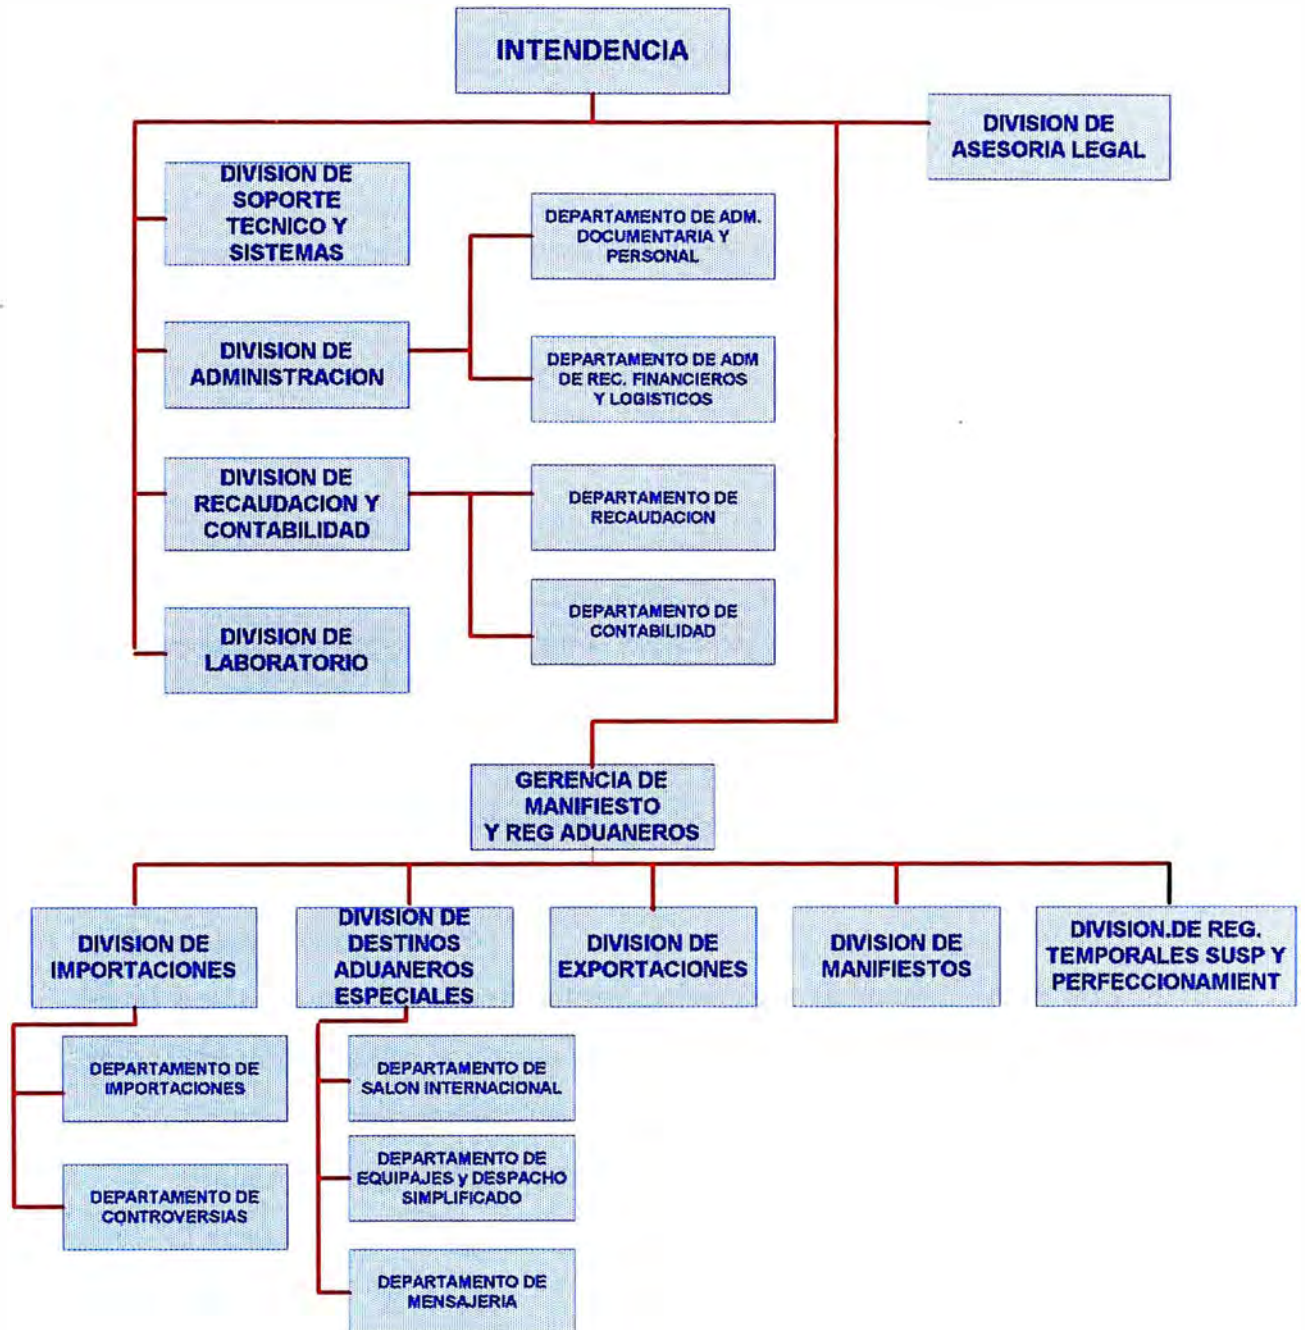 INTENDENCIA
DIVISION DE
ASESORIA LEGAL
DIVISION DE
SOPORTE
TECNICO Y
SISTEMAS
DEPARTAMENTO DE ADM.
DOCUMENTARIA Y
PERSONAL
DIVISION DE
ADMINISTRACION
DEPARTAMENTO DE ADM
DE REC. FINANCIEROS
Y LOGISTICOS
DIVISION DE
RECAUDACION Y
CONTABILIDAD
DEPARTAMENTO DE
RECAUDACION
DEPARTAMENTO DE
CONTABILIDAD
DIVISION DE
LABORATORIO
GERENCIA DE
MANIFIESTO
Y REG ADUANEROS
DIVISION DE
IMPORTACIONES
DIVISION DE
DESTINOS
ADUANEROS
ESPECIALES
DIVISION DE
EXPORTACIONES
DIVISION DE
MANIFIESTOS
DIVISION.DE REG.
TEMPORALES SUSP Y
PERFECCIONAMIENT
DEPARTAMENTO DE
IMPORTACIONES
DEPARTAMENTO DE
CONTROVERSIAS
DEPARTAMENTO DE
SALON INTERNACIONAL
DEPARTAMENTO DE
EQUIPAJES y DESPACHO
SIMPLIFICADO
DEPARTAMENTO DE
MENSAJERIA